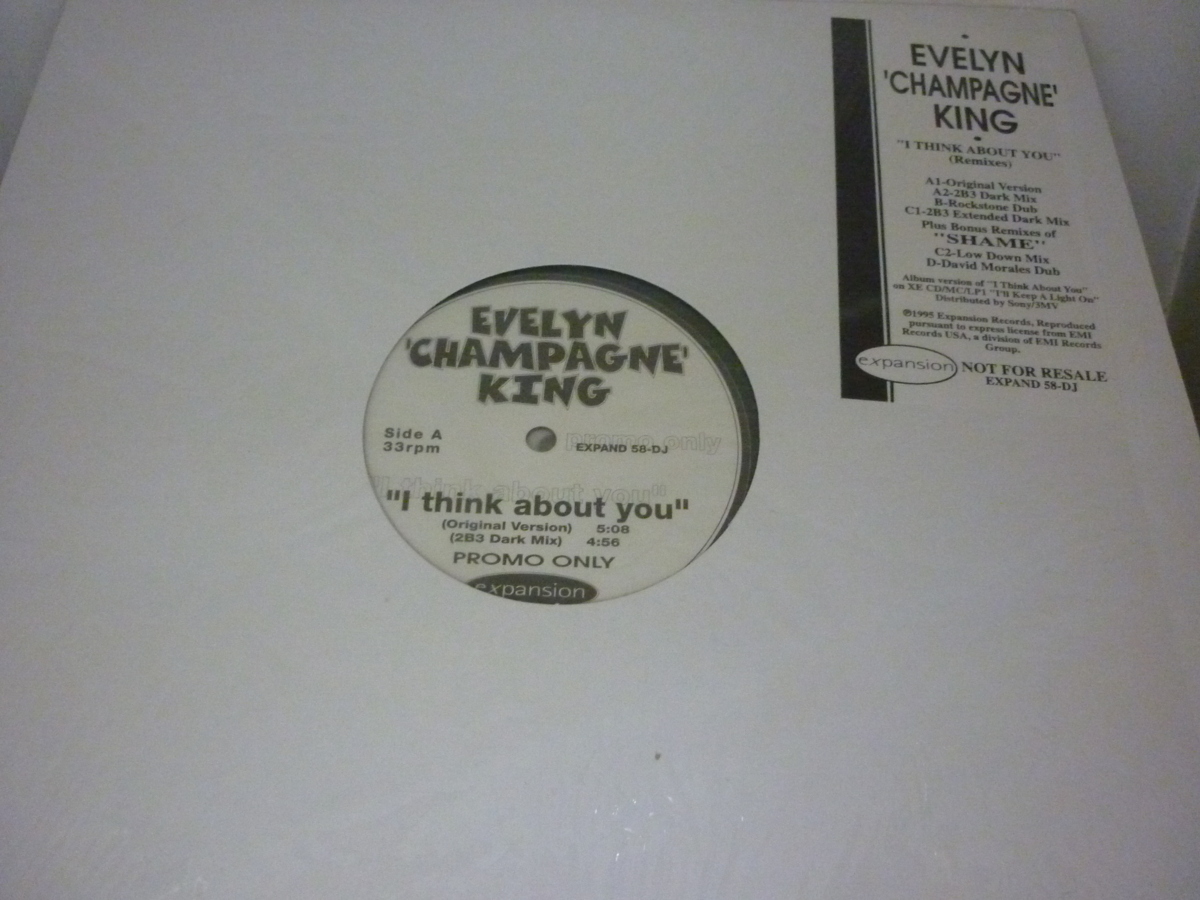 EVELYN
'CHAMPAGNE'
KING
"I THINK ABOUT YOU"
(Remixes)
A1-Original Version
A2-2B3 Dark Mix
B-Rockstone Dub
C1-2B3 Extended Dark Mix
Plus Bonus Remixes of
"SHAME"
C2-Low Down Mix
D-David Morales Dub
Album version of "I Think About You"
on XE CD/MC/LP1 "I'll Keep A Light On"
Distributed by Sony/3MV
℗1995 Expansion Records, Reproduced
pursuant to express license from EMI
Records USA, a division of EMI Records
Group.
expansion NOT FOR RESALE
EXPAND 58-DJ
EVELYN
'CHAMPAGNE'
KING
Side A
33rpm
promo only
EXPAND 58-DJ
"I think about you"
"I think about you"
(Original Version) 5:08
(2B3 Dark Mix) 4:56
PROMO ONLY
expansion